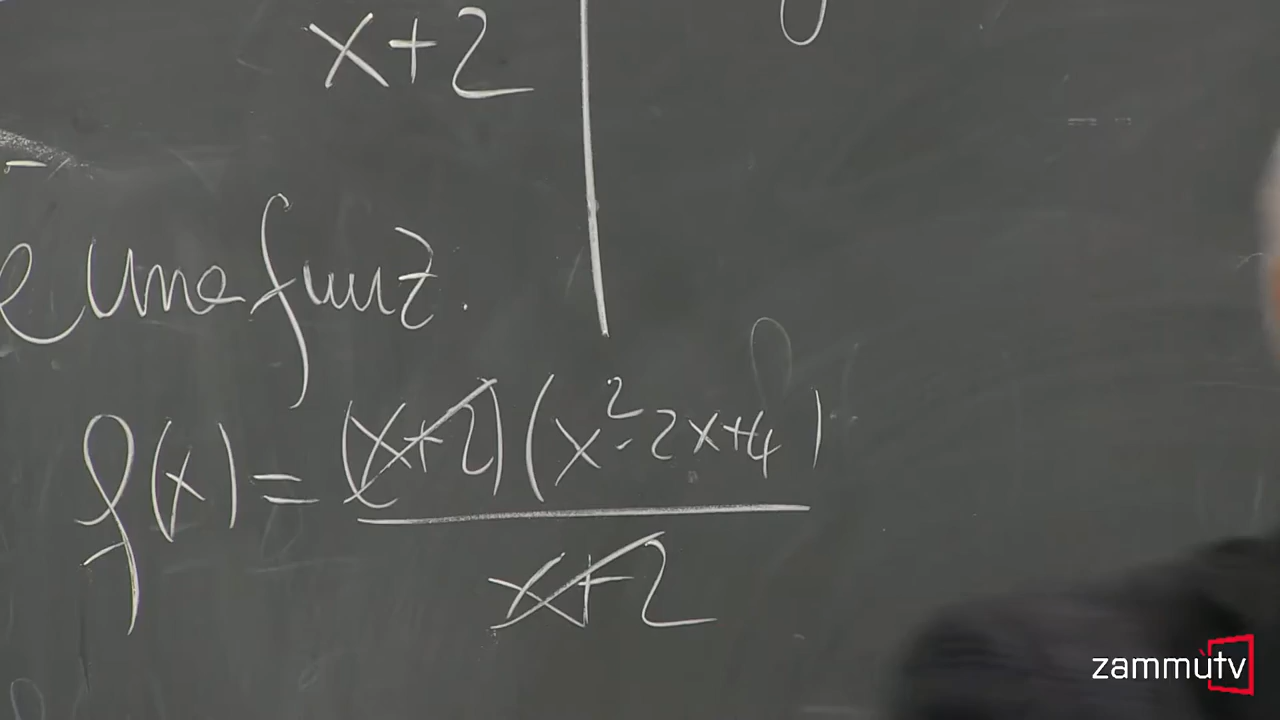 x+2
e una funz.
f(x) = (x+2)(x²-2x+4)
x+2
zammùtv